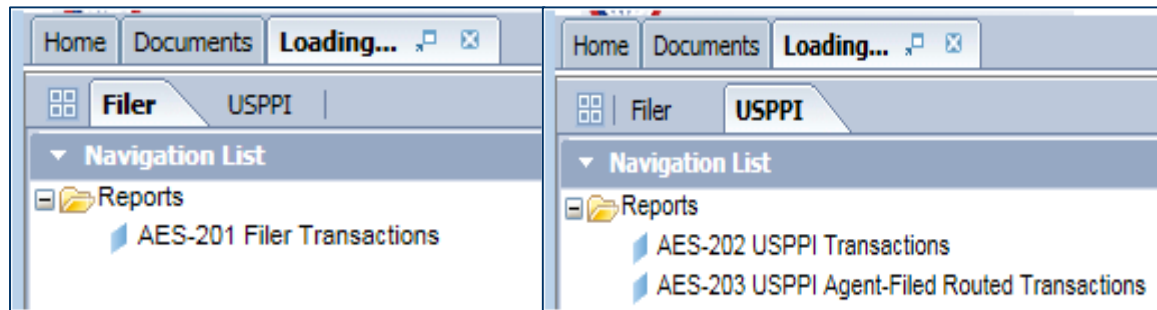 Home Documents Loading...
Filer USPPI
Navigation List
Reports
AES-201 Filer Transactions
Home Documents Loading...
Filer USPPI
Navigation List
Reports
AES-202 USPPI Transactions
AES-203 USPPI Agent-Filed Routed Transactions